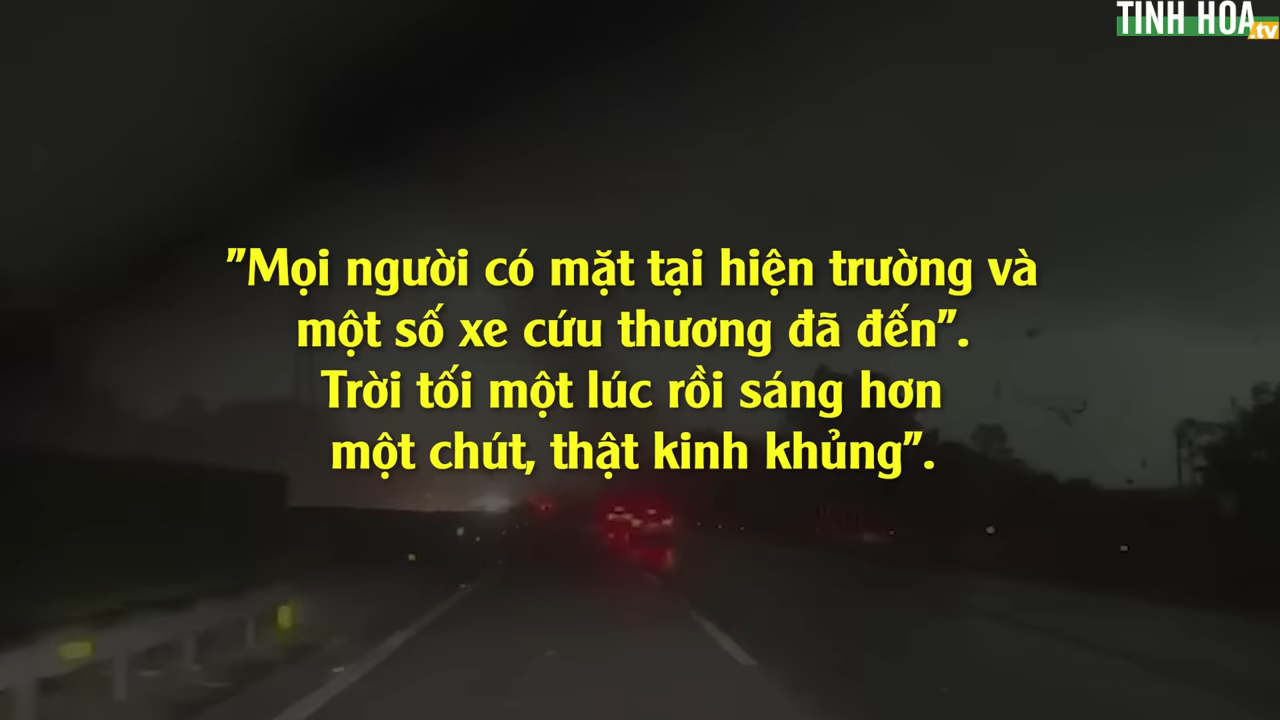 TINH HOA
.tv
"Mọi người có mặt tại hiện trường và
một số xe cứu thương đã đến".
Trời tối một lúc rồi sáng hơn
một chút, thật kinh khủng".